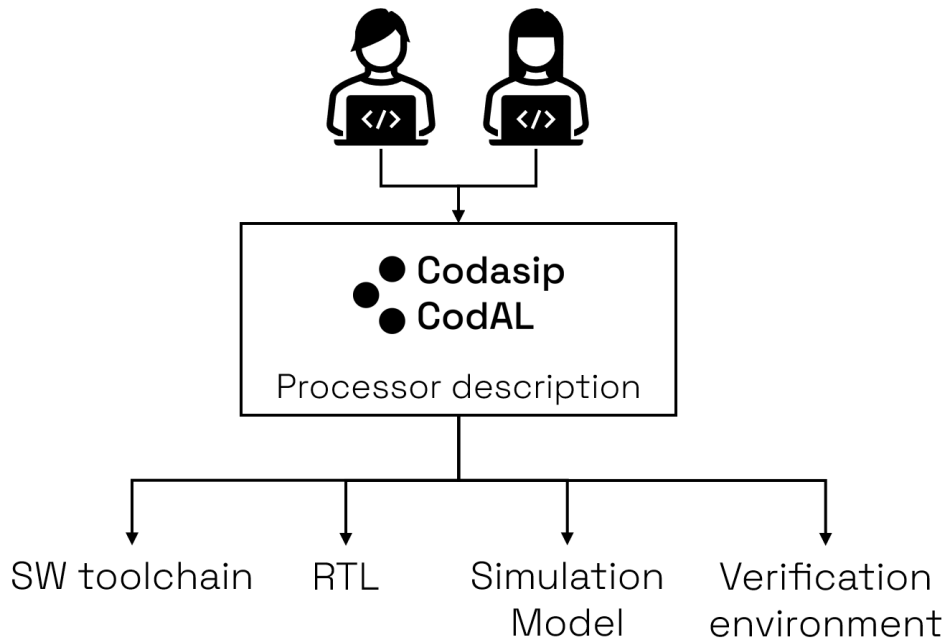 </>
</>
Codasip
CodAL
Processor description
SW toolchain
RTL
Simulation
Model
Verification
environment